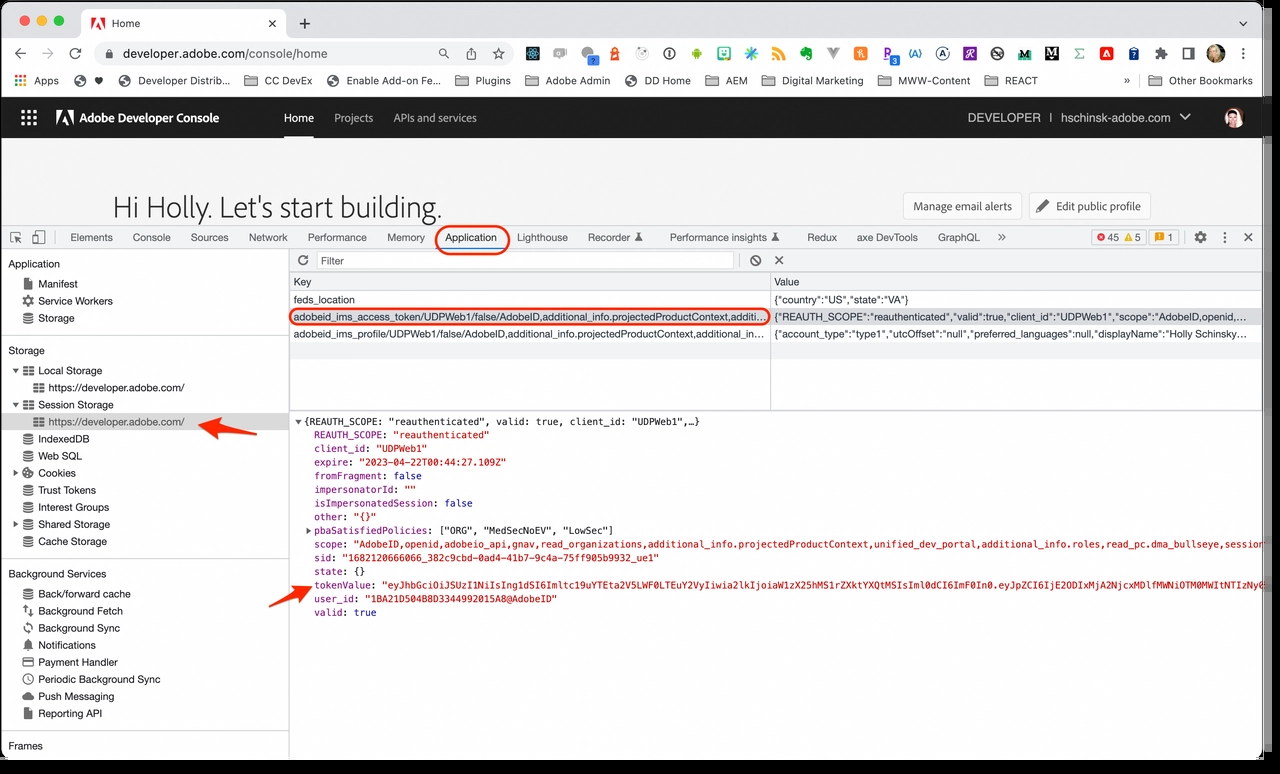 Home
developer.adobe.com/console/home
Apps
Developer Distrib...
CC DevEx
Enable Add-on Fe...
Plugins
Adobe Admin
DD Home
AEM
Digital Marketing
MWW-Content
REACT
»
Other Bookmarks
Adobe Developer Console
Home
Projects
APIs and services
DEVELOPER | hschinsk-adobe.com
Hi Holly. Let's start building.
Manage email alerts
Edit public profile
Elements
Console
Sources
Network
Performance
Memory
Application
Lighthouse
Recorder
Performance insights
Redux
axe DevTools
GraphQL
»
45
5
1
Application
Manifest
Service Workers
Storage
Storage
Local Storage
https://developer.adobe.com/
Session Storage
https://developer.adobe.com/
IndexedDB
Web SQL
Cookies
Trust Tokens
Interest Groups
Shared Storage
Cache Storage
Background Services
Back/forward cache
Background Fetch
Background Sync
Notifications
Payment Handler
Periodic Background Sync
Push Messaging
Reporting API
Frames
Filter
Key
Value
feds_location
{"country":"US","state":"VA"}
adobeid_ims_access_token/UDPWeb1/false/AdobeID,additional_info.projectedProductContext,additi...
{"REAUTH_SCOPE":"reauthenticated","valid":true,"client_id":"UDPWeb1","scope":"AdobeID,openid,...
adobeid_ims_profile/UDPWeb1/false/AdobeID,additional_info.projectedProductContext,additional_in...
{"account_type":"type1","utcOffset":"null","preferred_languages":null,"displayName":"Holly Schinsky...
{REAUTH_SCOPE: "reauthenticated", valid: true, client_id: "UDPWeb1",…}
REAUTH_SCOPE: "reauthenticated"
client_id: "UDPWeb1"
expire: "2023-04-22T00:44:27.109Z"
fromFragment: false
impersonatorId: ""
isImpersonatedSession: false
other: "{}"
pbaSatisfiedPolicies: ["ORG", "MedSecNoEV", "LowSec"]
scope: "AdobeID,openid,adobeio_api,gnav,read_organizations,additional_info.projectedProductContext,unified_dev_portal,additional_info.roles,read_pc.dma_bullseye,session
sid: "1682120666066_382c9cbd-0ad4-41b7-9c4a-75ff905b9932_ue1"
state: {}
tokenValue:
user_id: "1BA21D504B8D3344992015A8@AdobeID"
valid: true